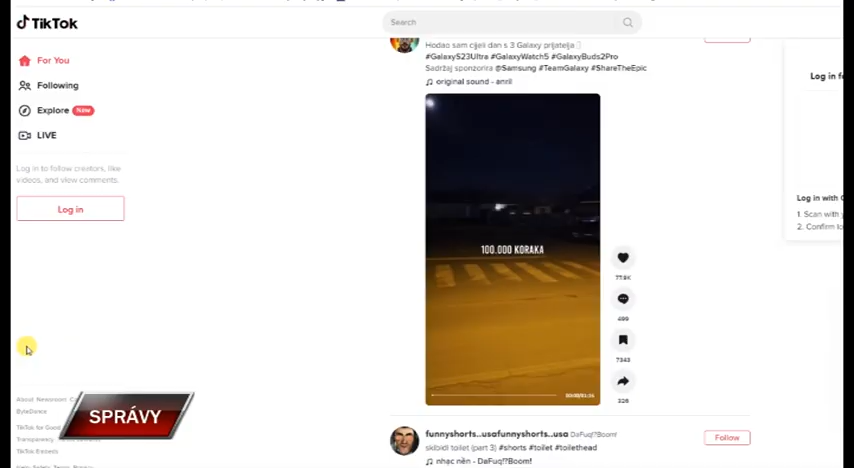 TikTok
Search
For You
Following
Explore New
LIVE
Log in to follow creators, like
videos, and view comments.
Log in
Hodao sam cijeli dan s 3 Galaxy prijatelja
#GalaxyS23Ultra #GalaxyWatch5 #GalaxyBuds2Pro
Sadržaj sponzorira @Samsung #TeamGalaxy #ShareTheEpic
original sound - anril
100.000 KORAKA
77.9K
499
7343
328
Log in
Log in with
1. Scan with
2. Confirm
About Newsroom
ByteDance
TikTok for Good
Transparency
TikTok Embeds
SPRÁVY
funnyshorts..usafunnyshorts...usa DaFuq!?Boom!
skibidi toilet (part 3) #shorts #toilet #toilethead
nhạc nền - DaFuq!?Boom!
Follow